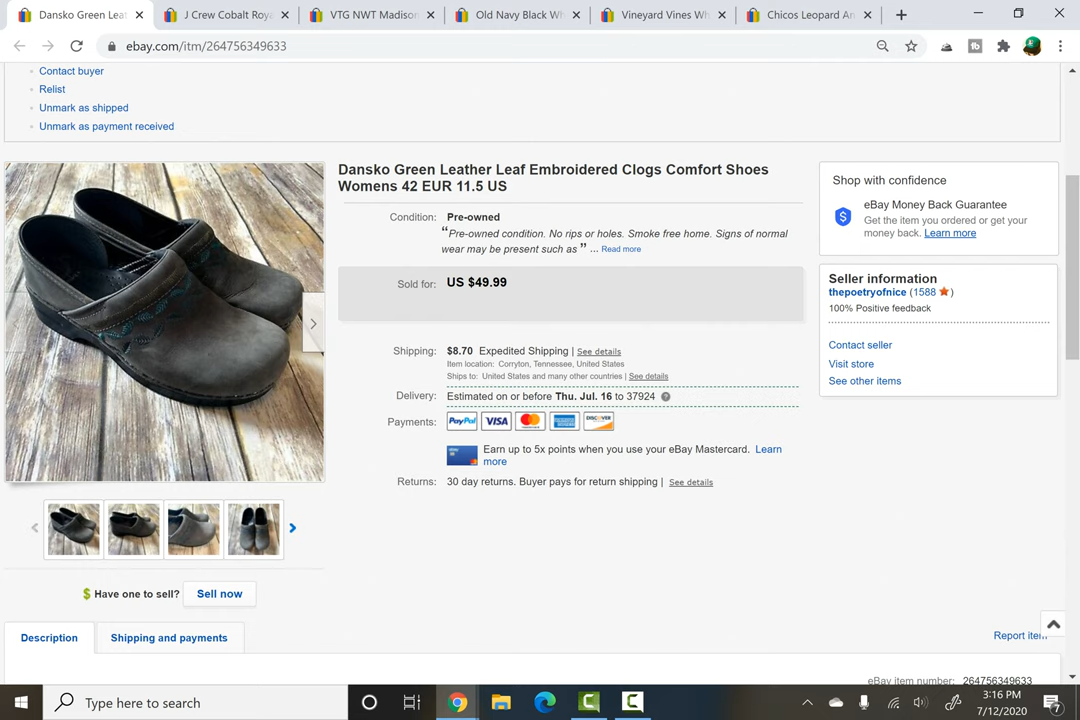 Dansko Green Lea
J Crew Cobalt Roya
VTG NWT Madison
Old Navy Black Wh
Vineyard Vines Wh
Chicos Leopard An
ebay.com/itm/264756349633
Contact buyer
Relist
Unmark as shipped
Unmark as payment received
Dansko Green Leather Leaf Embroidered Clogs Comfort Shoes
Womens 42 EUR 11.5 US
Condition: Pre-owned
“Pre-owned condition. No rips or holes. Smoke free home. Signs of normal
wear may be present such as ” ... Read more
Sold for: US $49.99
Shipping: $8.70 Expedited Shipping | See details
Item location: Corryton, Tennessee, United States
Ships to: United States and many other countries | See details
Delivery: Estimated on or before Thu. Jul. 16 to 37924
Payments: PayPal VISA DISCOVER
Earn up to 5x points when you use your eBay Mastercard. Learn
more
Returns: 30 day returns. Buyer pays for return shipping | See details
Shop with confidence
eBay Money Back Guarantee
Get the item you ordered or get your
money back. Learn more
Seller information
thepoetryofnice (1588 )
100% Positive feedback
Contact seller
Visit store
See other items
Have one to sell? Sell now
Description
Shipping and payments
Report item
eBay item number: 264756349633
Type here to search
3:16 PM
7/12/2020
7